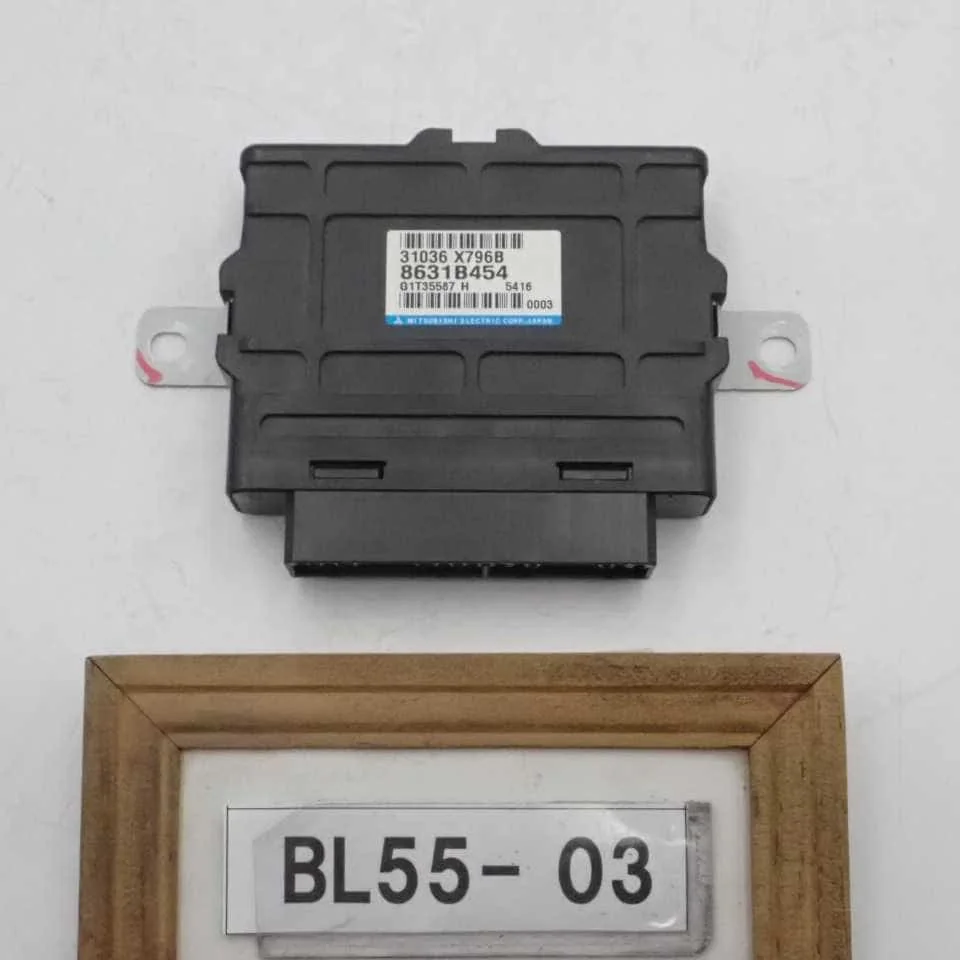 31036 X796B
8631B454
G1T35587 H 5416
0003
MITSUBISHI ELECTRIC CORP. JAPAN
BL55- 03